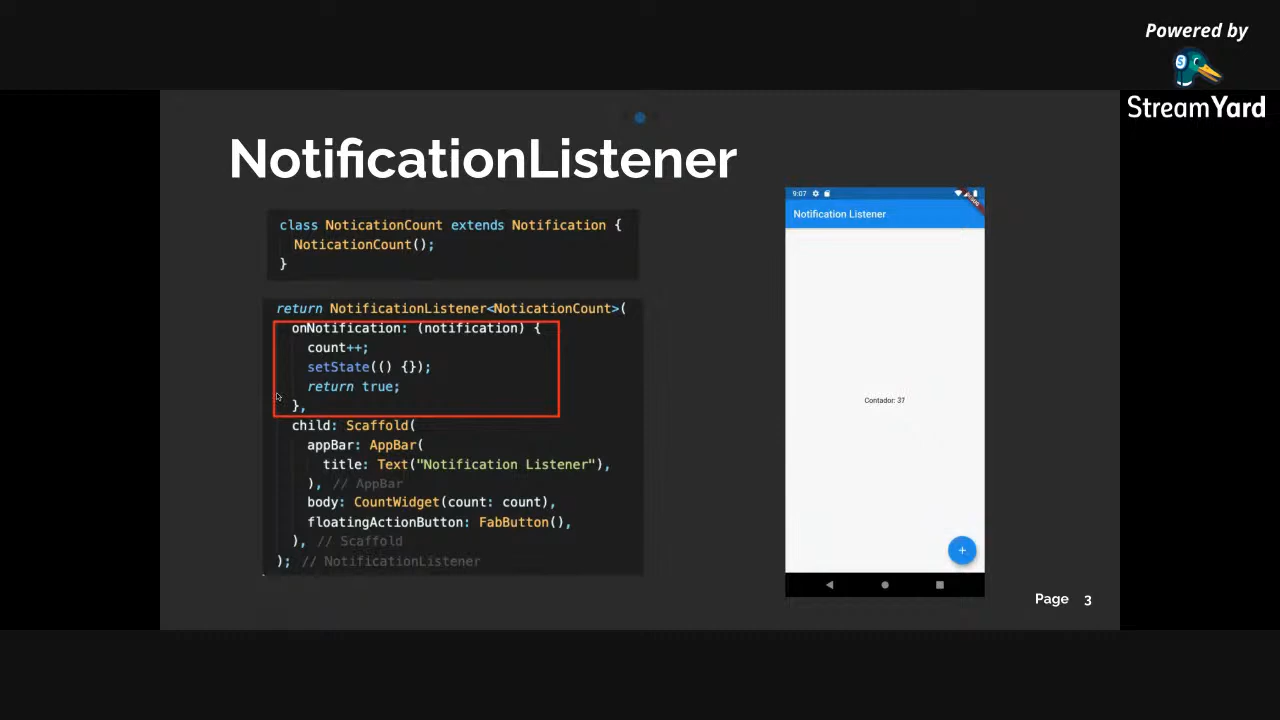 Powered by
StreamYard
NotificationListener
class NoticationCount extends Notification {
NoticationCount();
}
return NotificationListener<NoticationCount>(
onNotification: (notification) {
count++;
setState(() {});
return true;
},
child: Scaffold(
appBar: AppBar(
title: Text("Notification Listener"),
), // AppBar
body: CountWidget(count: count),
floatingActionButton: FabButton(),
), // Scaffold
); // NotificationListener
9:07
Notification Listener
Contador: 37
+
Page 3